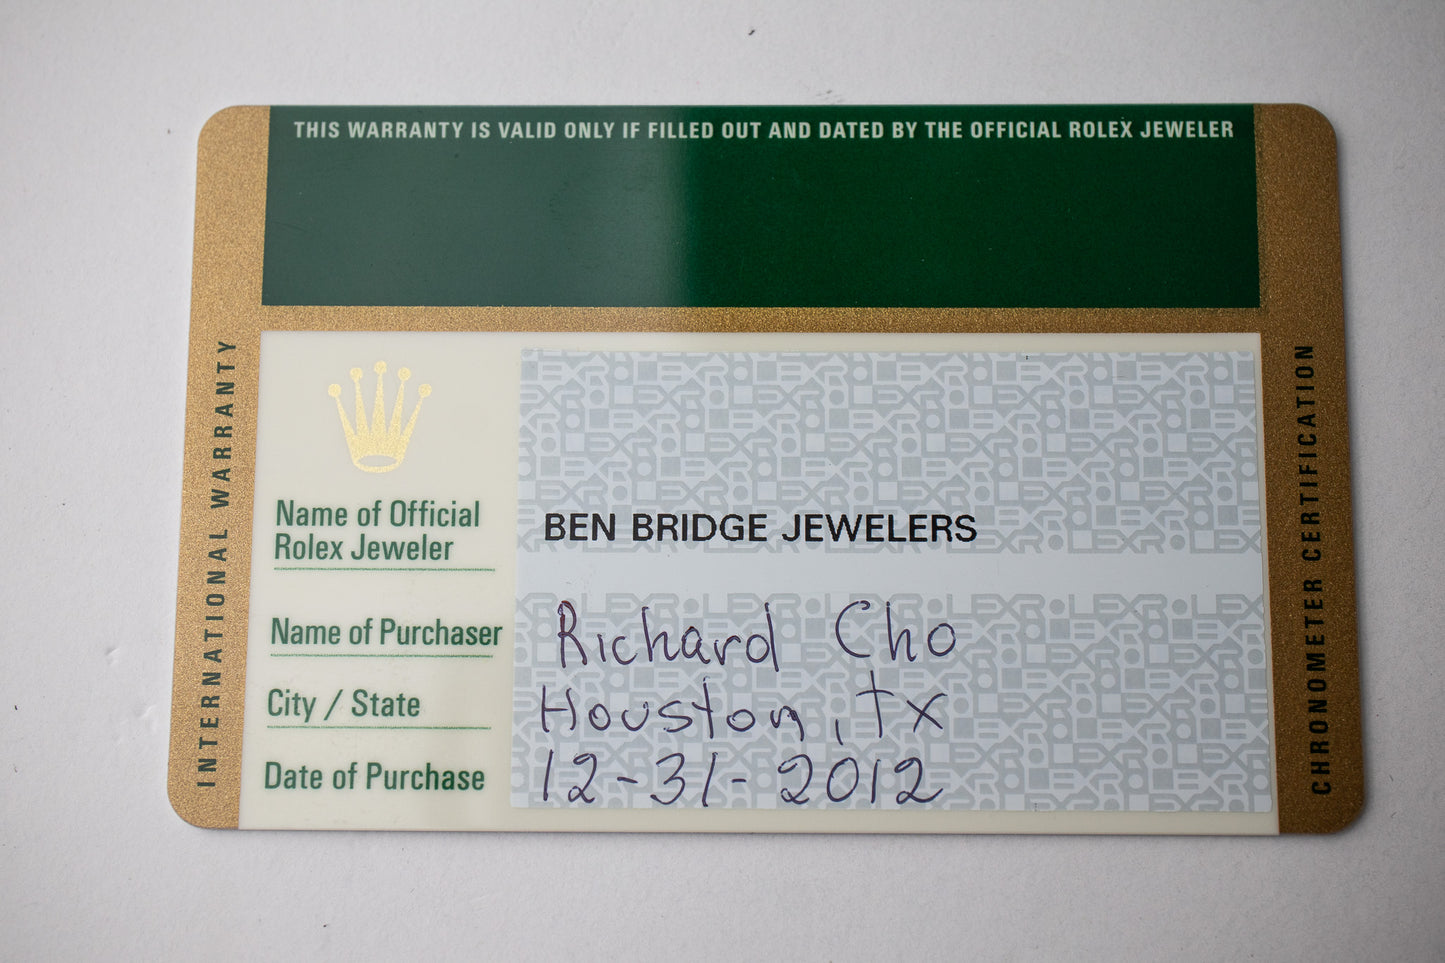 THIS WARRANTY IS VALID ONLY IF FILLED OUT AND DATED BY THE OFFICIAL ROLEX JEWELER
INTERNATIONAL WARRANTY
Name of Official
Rolex Jeweler
BEN BRIDGE JEWELERS
Name of Purchaser
Richard Cho
City / State
Houston, tx
Date of Purchase
12-31-2012
CHRONOMETER CERTIFICATION